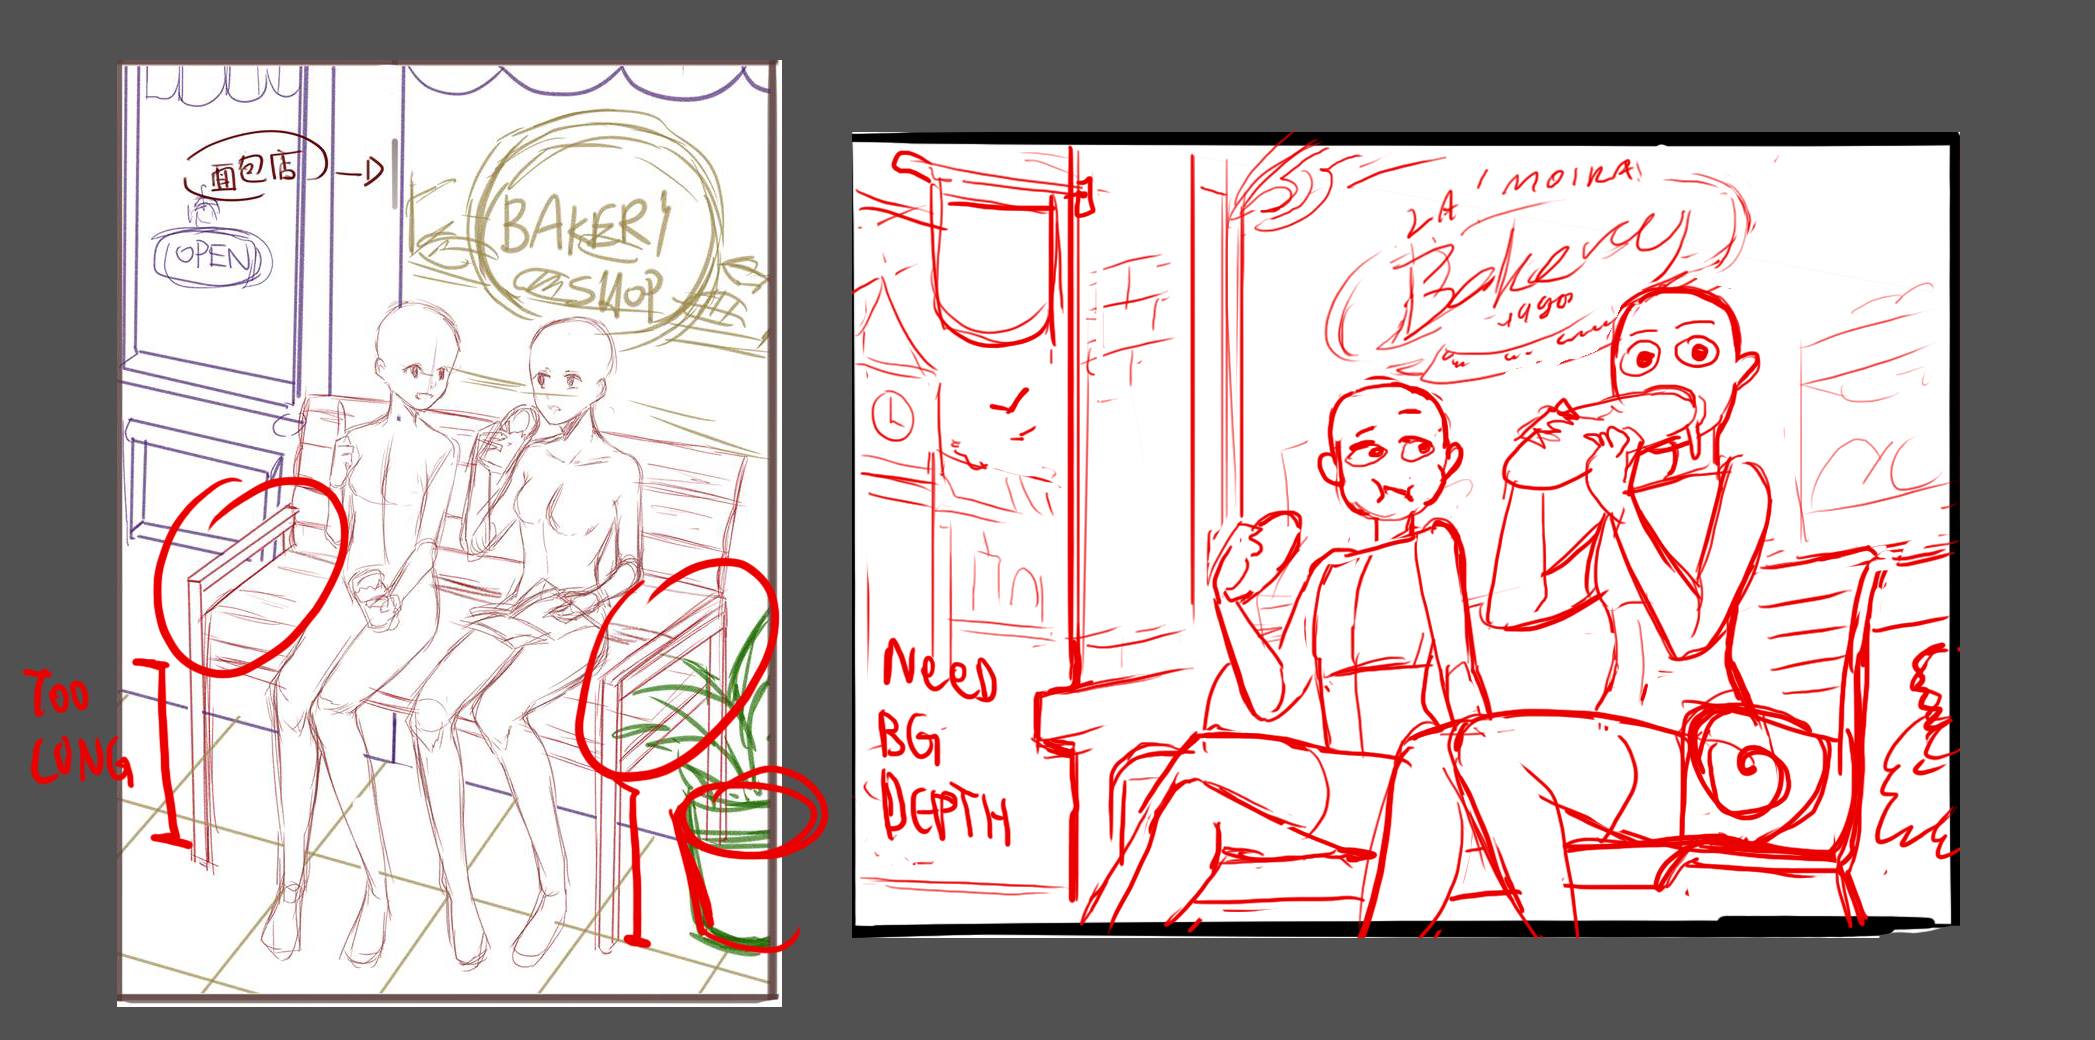 面包店
OPEN
BAKERY
SHOP
TOO
LONG
LA MOIRA
Bakery
1990
NEED
BG
DEPTH